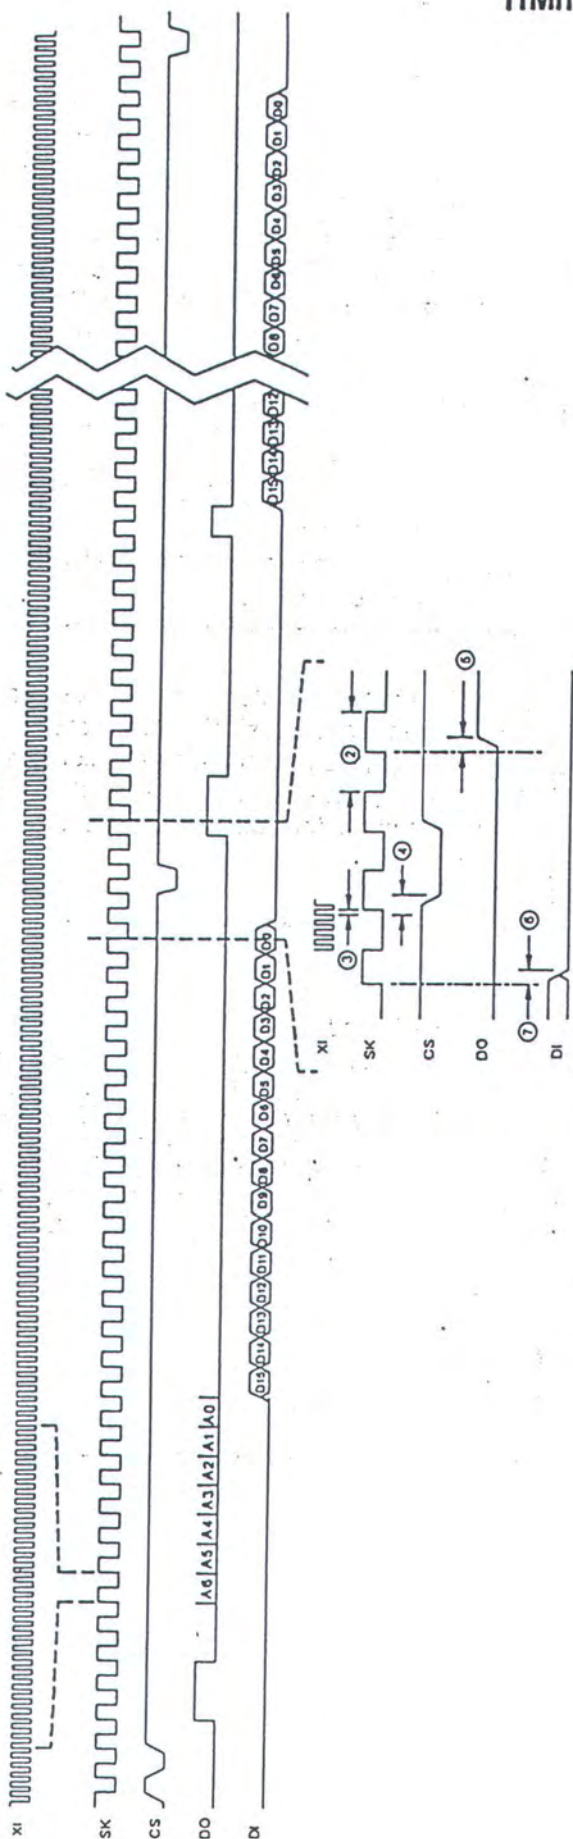 XI
SK
CS
DO
A6 A5 A4 A3 A2 A1 A0
DI
D15 D14 D13 D12 D11 D10 D9 D8 D7 D6 D5 D4 D3 D2 D1 D0
D15 D14 D13 D12
D8 D7 D6 D5 D4 D3 D2 D1 D0
XI
③
SK
④
②
CS
DO
⑤
DI
⑦
⑥